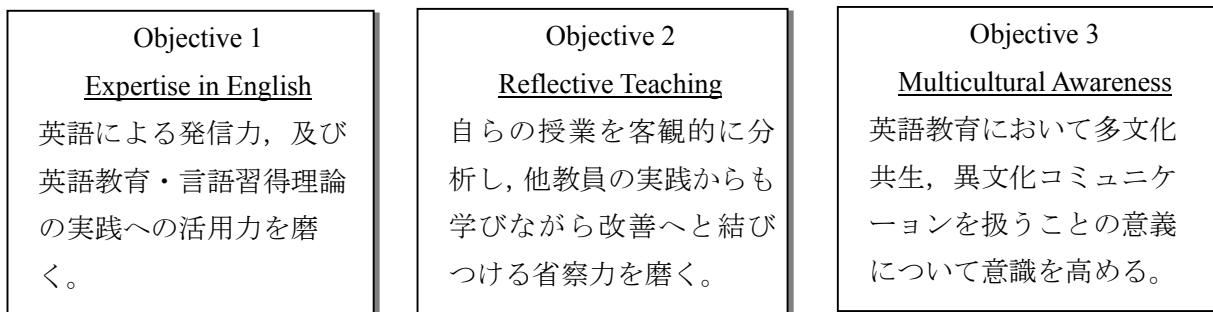 Objective 1
Expertise in English
英語による発信力，及び
英語教育・言語習得理論
の実践への活用力を磨
く。
Objective 2
Reflective Teaching
自らの授業を客観的に分
析し，他教員の実践からも
学びながら改善へと結び
つける省察力を磨く。
Objective 3
Multicultural Awareness
英語教育において多文化
共生，異文化コミュニケ
ーョンを扱うことの意義
について意識を高める。